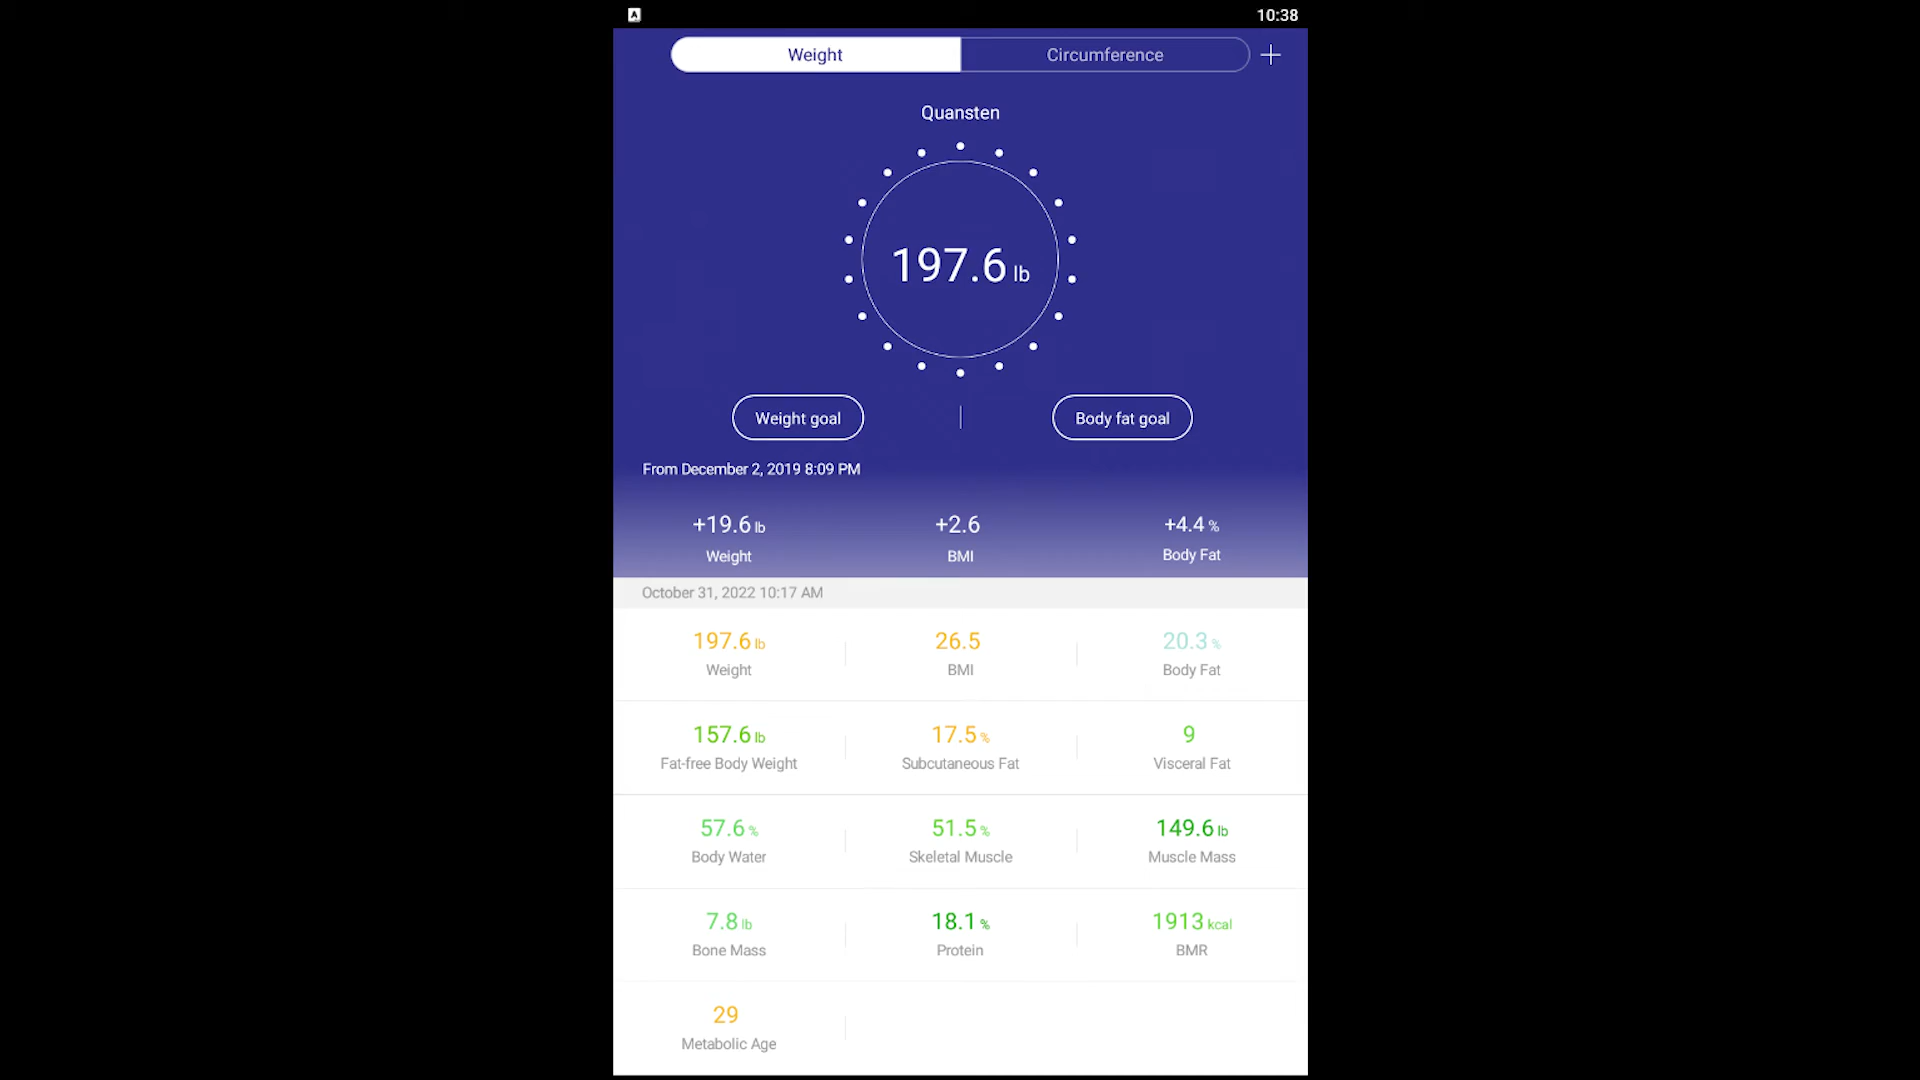 A 10:38
Weight Circumference +
Quansten
197.6 lb
Weight goal Body fat goal
From December 2, 2019 8:09 PM
+19.6 lb +2.6 +4.4 %
Weight BMI Body Fat
October 31, 2022 10:17 AM
197.6 lb 26.5 20.3 %
Weight BMI Body Fat
157.6 lb 17.5 % 9
Fat-free Body Weight Subcutaneous Fat Visceral Fat
57.6 % 51.5 % 149.6 lb
Body Water Skeletal Muscle Muscle Mass
7.8 lb 18.1 % 1913 kcal
Bone Mass Protein BMR
29
Metabolic Age